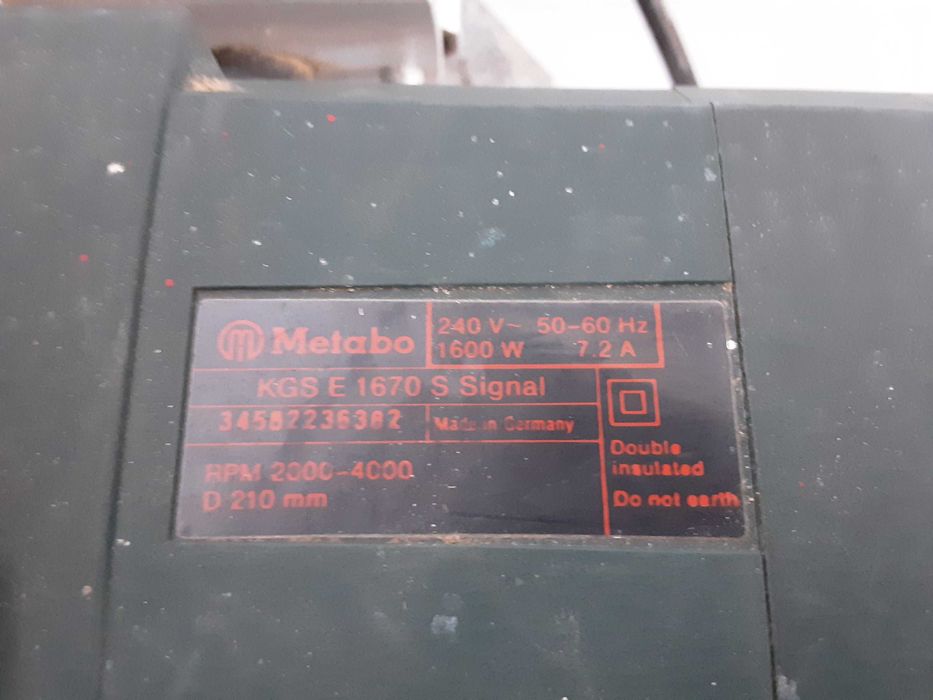 Metabo
240 V~ 50-60 Hz
1600 W 7.2 A
KGS E 1670 S Signal
34582236382 Made in Germany
RPM 2000-4000
D 210 mm
Double
insulated
Do not earth